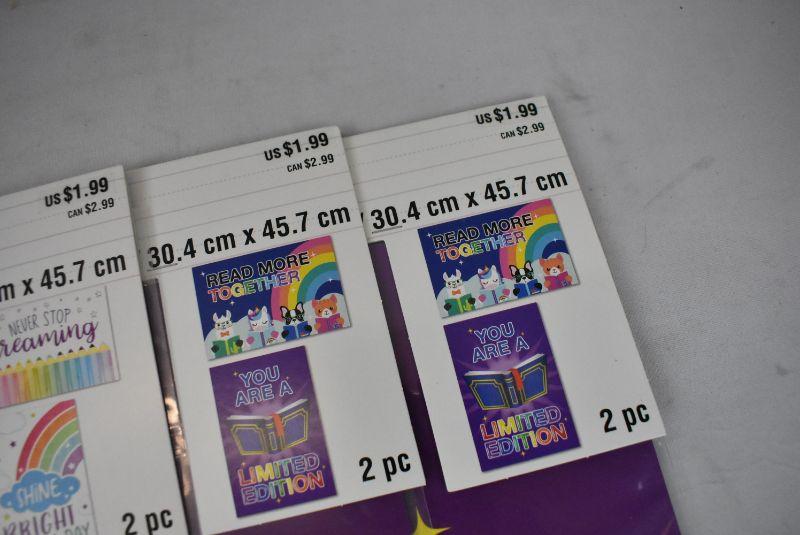 US $1.99
CAN $2.99
m x 45.7 cm
NEVER STOP
reaming
SHINE
BRIGHT
DAY
2 pc
US $1.99
CAN $2.99
30.4 cm x 45.7 cm
READ MORE
TOGETHER
YOU
ARE A
LIMITED
EDITION
2 pc
US $1.99
CAN $2.99
30.4 cm x 45.7 cm
READ MORE
TOGETHER
YOU
ARE A
LIMITED
EDITION
2 pc